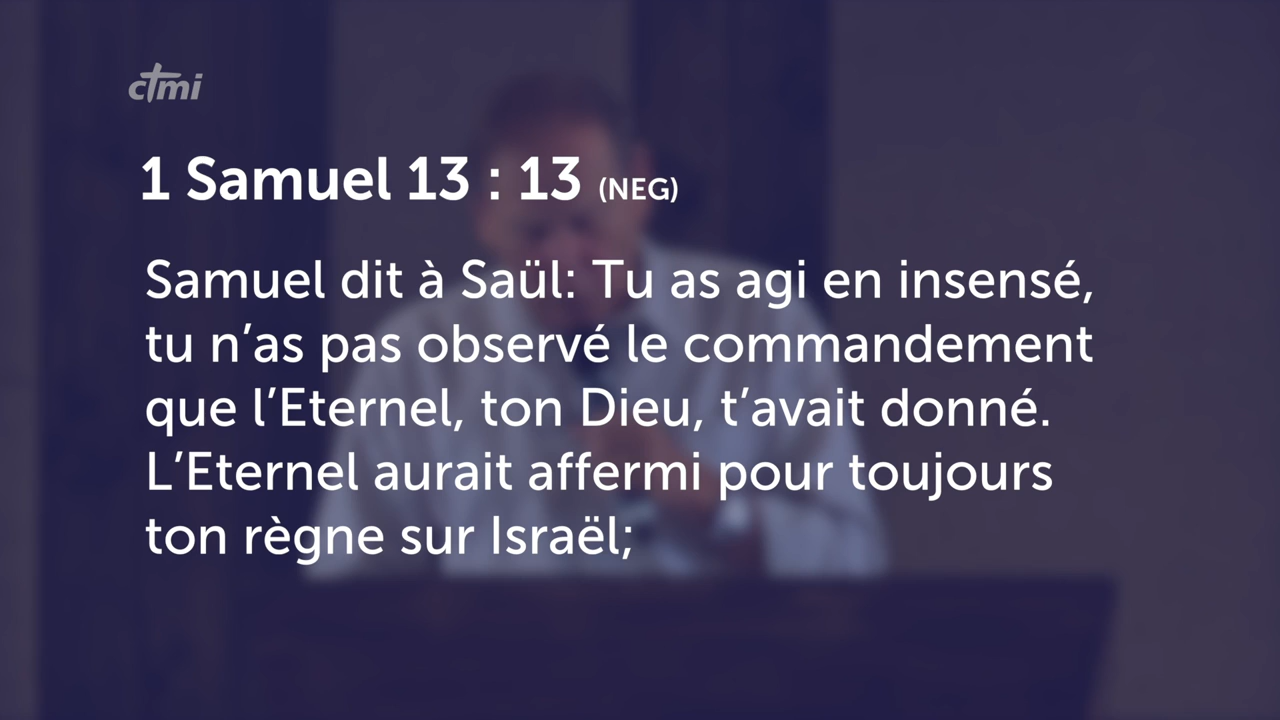 ctmi
1 Samuel 13 : 13 (NEG)
Samuel dit à Saül: Tu as agi en insensé,
tu n’as pas observé le commandement
que l’Eternel, ton Dieu, t’avait donné.
L’Eternel aurait affermi pour toujours
ton règne sur Israël;